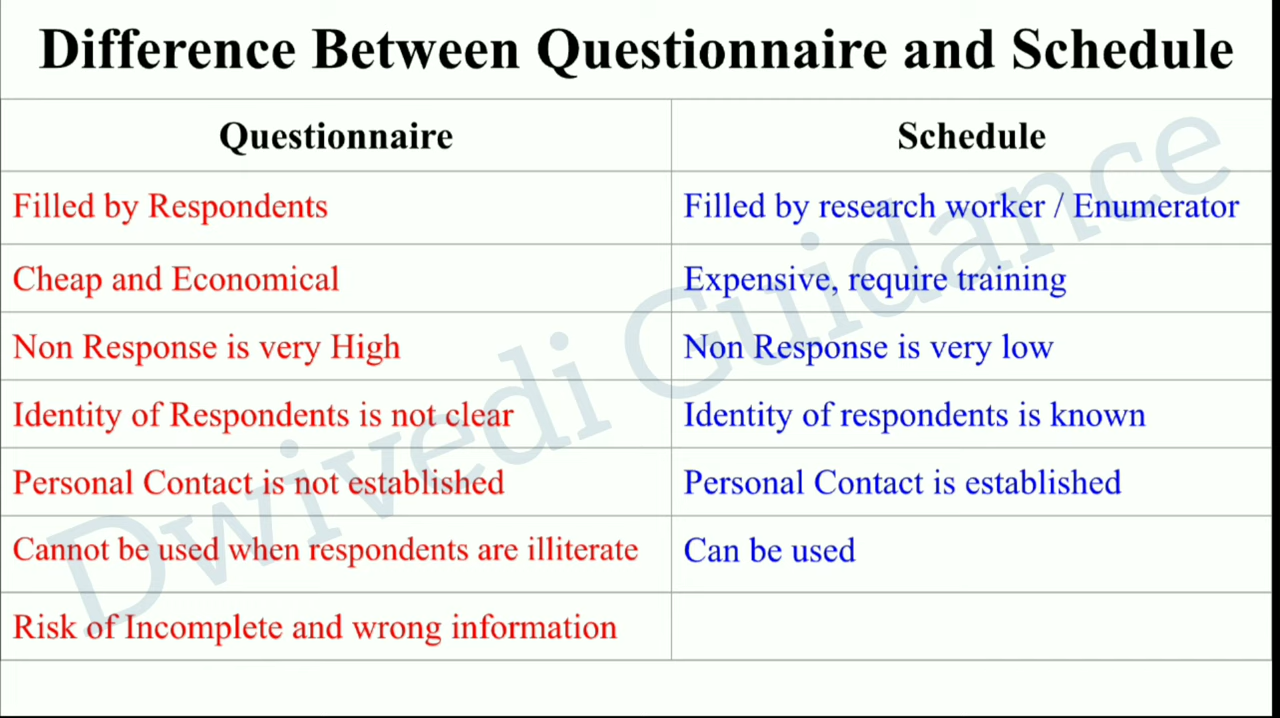 Difference Between Questionnaire and Schedule
Questionnaire
Schedule
Filled by Respondents
Filled by research worker / Enumerator
Cheap and Economical
Expensive, require training
Non Response is very High
Non Response is very low
Identity of Respondents is not clear
Identity of respondents is known
Personal Contact is not established
Personal Contact is established
Cannot be used when respondents are illiterate
Can be used
Risk of Incomplete and wrong information
Dwivedi Guidance